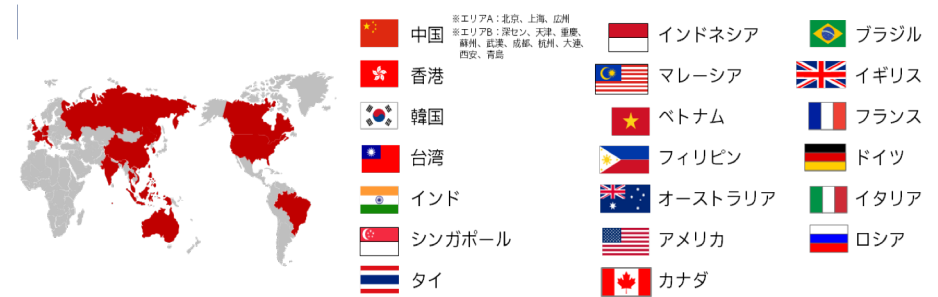 中国
※エリアA：北京、上海、広州
※エリアB：深セン、天津、重慶、
蘇州、武漢、成都、杭州、大連、
西安、青島
香港
韓国
台湾
インド
シンガポール
タイ
インドネシア
マレーシア
ベトナム
フィリピン
オーストラリア
アメリカ
カナダ
ブラジル
イギリス
フランス
ドイツ
イタリア
ロシア